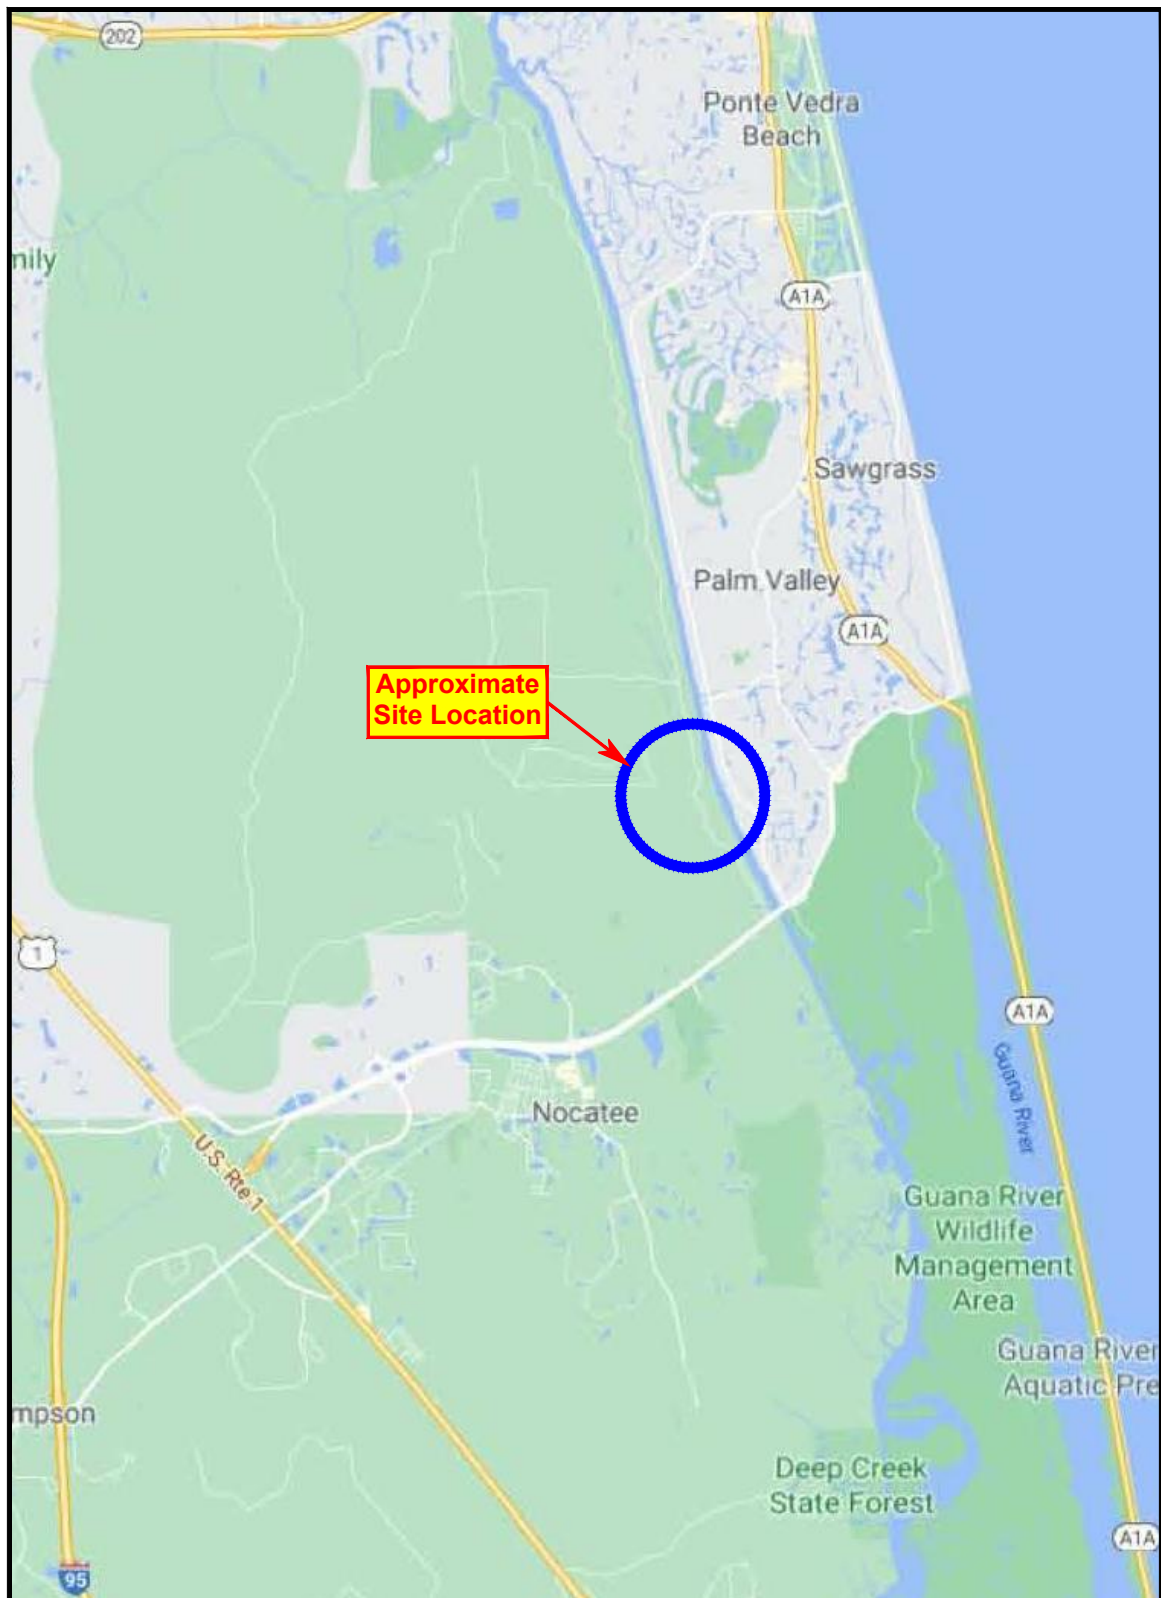 202
Ponte Vedra
Beach
nily
A1A
Sawgrass
Palm Valley
A1A
Approximate
Site Location
1
A1A
Guana River
Nocatee
U.S. Rte 1
Guana River
Wildlife
Management
Area
Guana River
Aquatic Pre
mpson
Deep Creek
State Forest
A1A
95